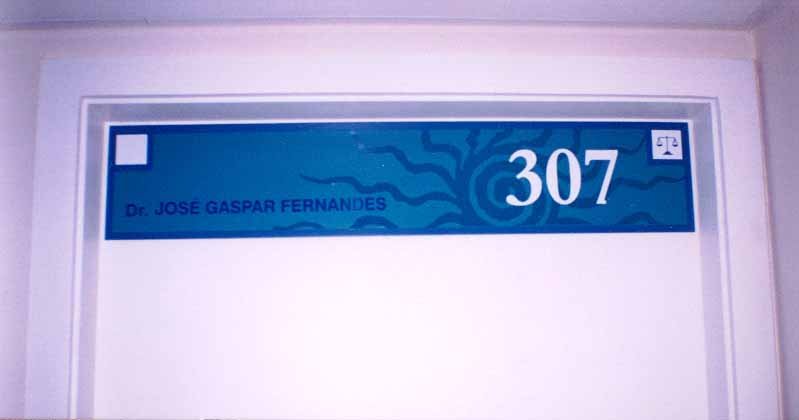 Dr. JOSÉ GASPAR FERNANDES
307